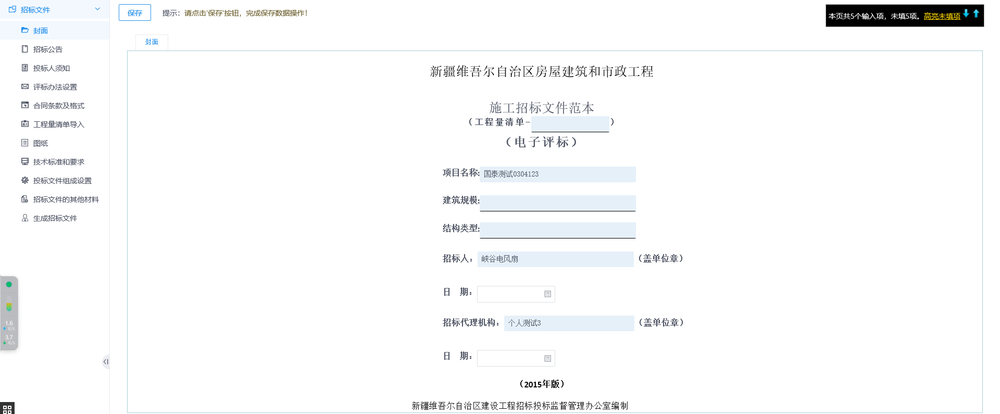 招标文件
封面
招标公告
投标人须知
评标办法设置
合同条款及格式
工程量清单导入
图纸
技术标准和要求
投标文件组成设置
招标文件的其他材料
生成招标文件
1.6
K/s
3.7
K/s
保存 提示：请点击'保存'按钮，完成保存数据操作!
本页共5个输入项，未填5项。高亮未填项
封面
新疆维吾尔自治区房屋建筑和市政工程
施工招标文件范本
（工程量清单- ）
（电子评标）
项目名称: 国泰测试0304123
建筑规模:
结构类型:
招标人： 峡谷电风扇 （盖单位章）
日 期：
招标代理机构： 个人测试3 （盖单位章）
日 期：
（2015年版）
新疆维吾尔自治区建设工程招标投标监督管理办公室编制